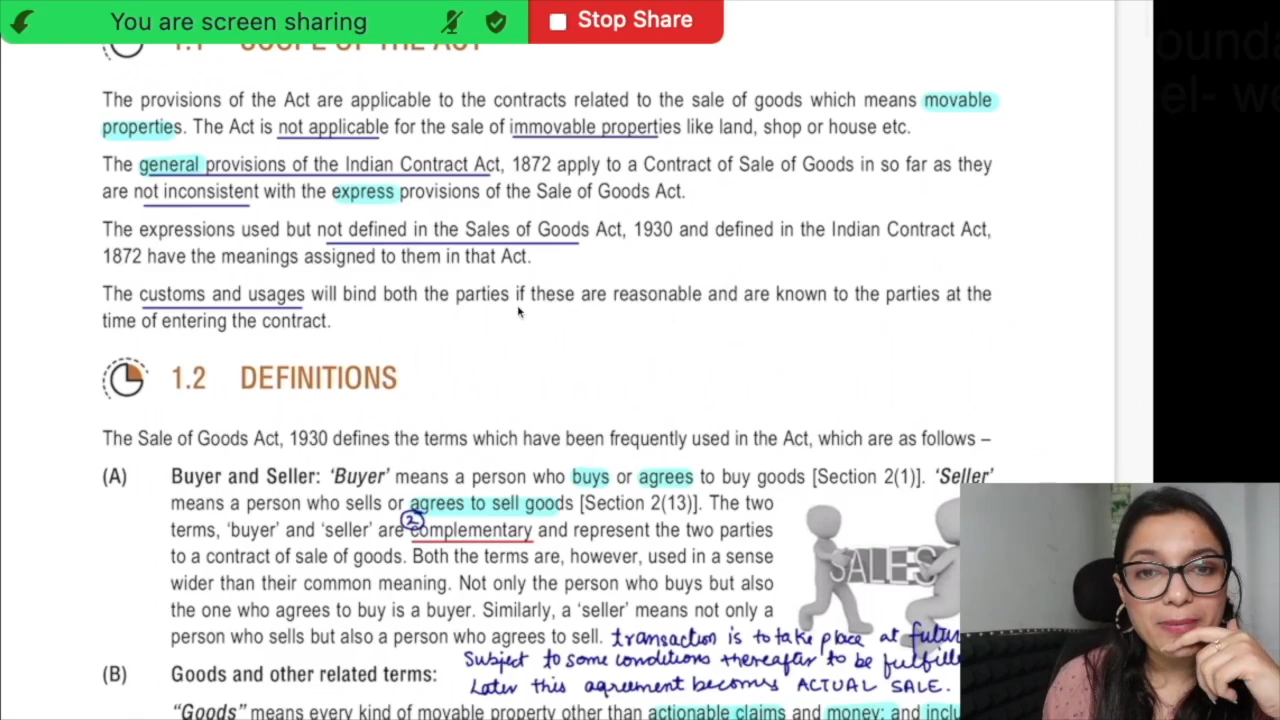 You are screen sharing
Stop Share
1.1 SCOPE OF THE ACT
The provisions of the Act are applicable to the contracts related to the sale of goods which means movable
properties. The Act is not applicable for the sale of immovable properties like land, shop or house etc.
The general provisions of the Indian Contract Act, 1872 apply to a Contract of Sale of Goods in so far as they
are not inconsistent with the express provisions of the Sale of Goods Act.
The expressions used but not defined in the Sales of Goods Act, 1930 and defined in the Indian Contract Act,
1872 have the meanings assigned to them in that Act.
The customs and usages will bind both the parties if these are reasonable and are known to the parties at the
time of entering the contract.
1.2 DEFINITIONS
The Sale of Goods Act, 1930 defines the terms which have been frequently used in the Act, which are as follows –
(A) Buyer and Seller: ‘Buyer’ means a person who buys or agrees to buy goods [Section 2(1)]. ‘Seller’
means a person who sells or agrees to sell goods [Section 2(13)]. The two
2
terms, ‘buyer’ and ‘seller’ are complementary and represent the two parties
to a contract of sale of goods. Both the terms are, however, used in a sense
wider than their common meaning. Not only the person who buys but also
the one who agrees to buy is a buyer. Similarly, a ‘seller’ means not only a
person who sells but also a person who agrees to sell. transaction is to take place at futur
SALES
Subject to some conditions thereafter to be fulfille
(B) Goods and other related terms:
Later this agreement becomes ACTUAL SALE.
“Goods” means every kind of movable property other than actionable claims and money; and inclu